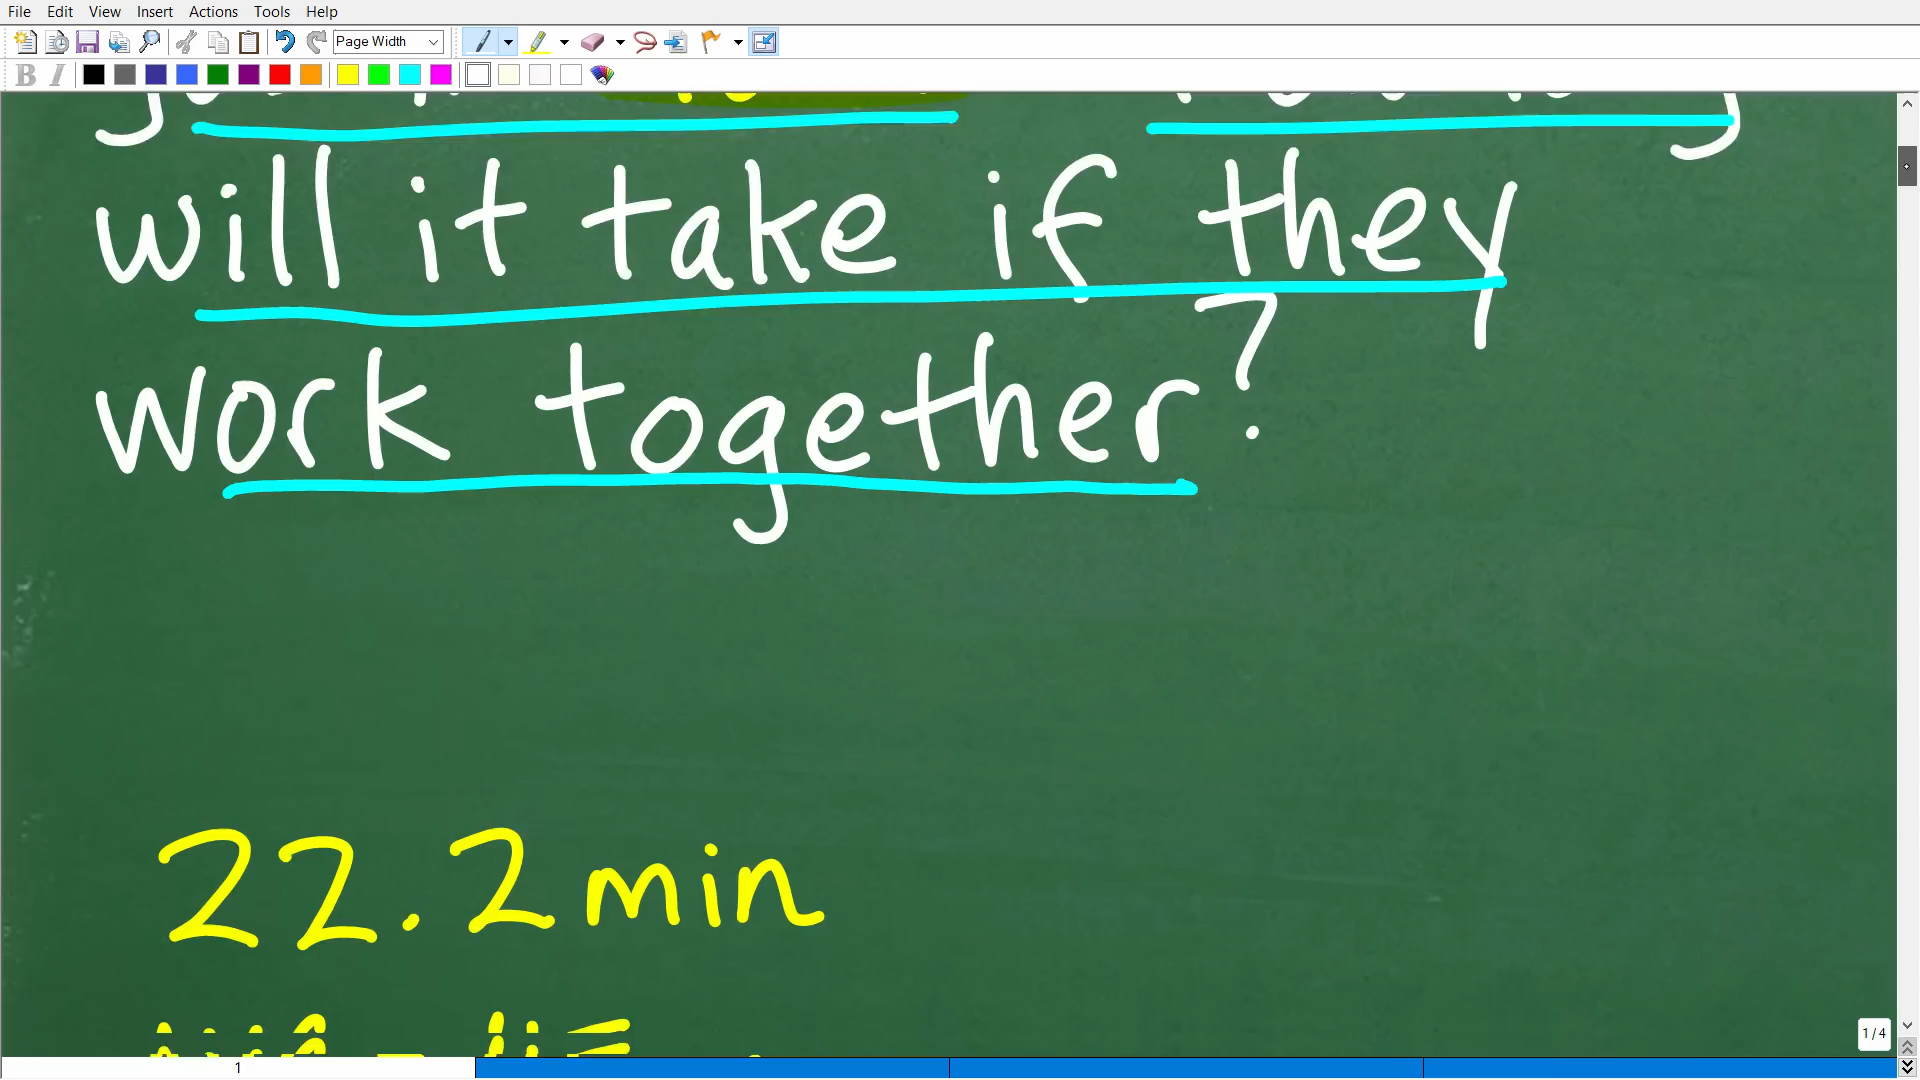 File Edit View Insert Actions Tools Help
Page Width
B I
will it take if they
work together?
22.2 min
1 / 4
1